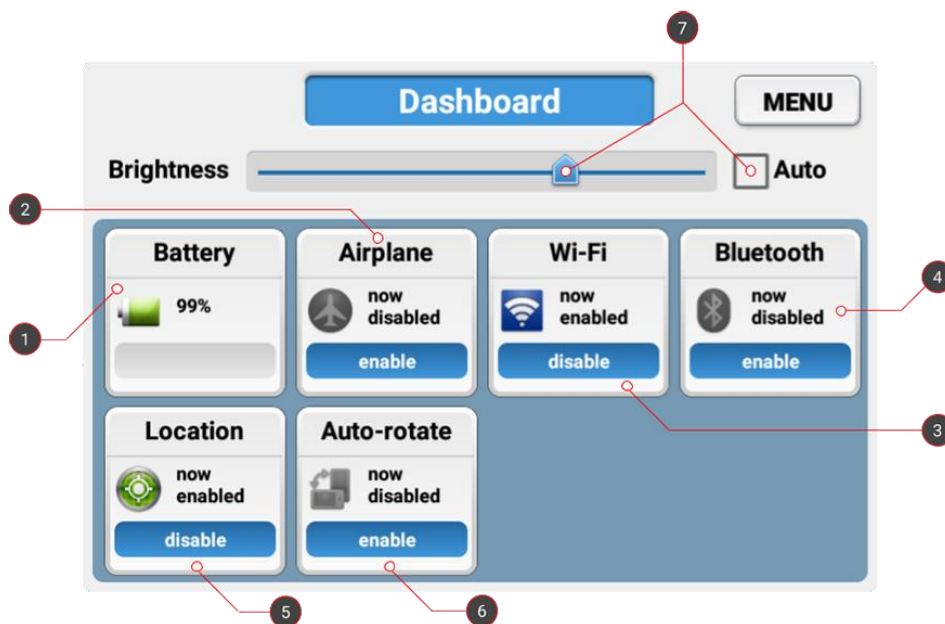 7
Dashboard
MENU
Brightness
Auto
2
Battery
Airplane
Wi-Fi
Bluetooth
1
99%
now
disabled
enable
now
enabled
disable
4
now
disabled
enable
3
Location
now
enabled
disable
Auto-rotate
now
disabled
enable
5
6